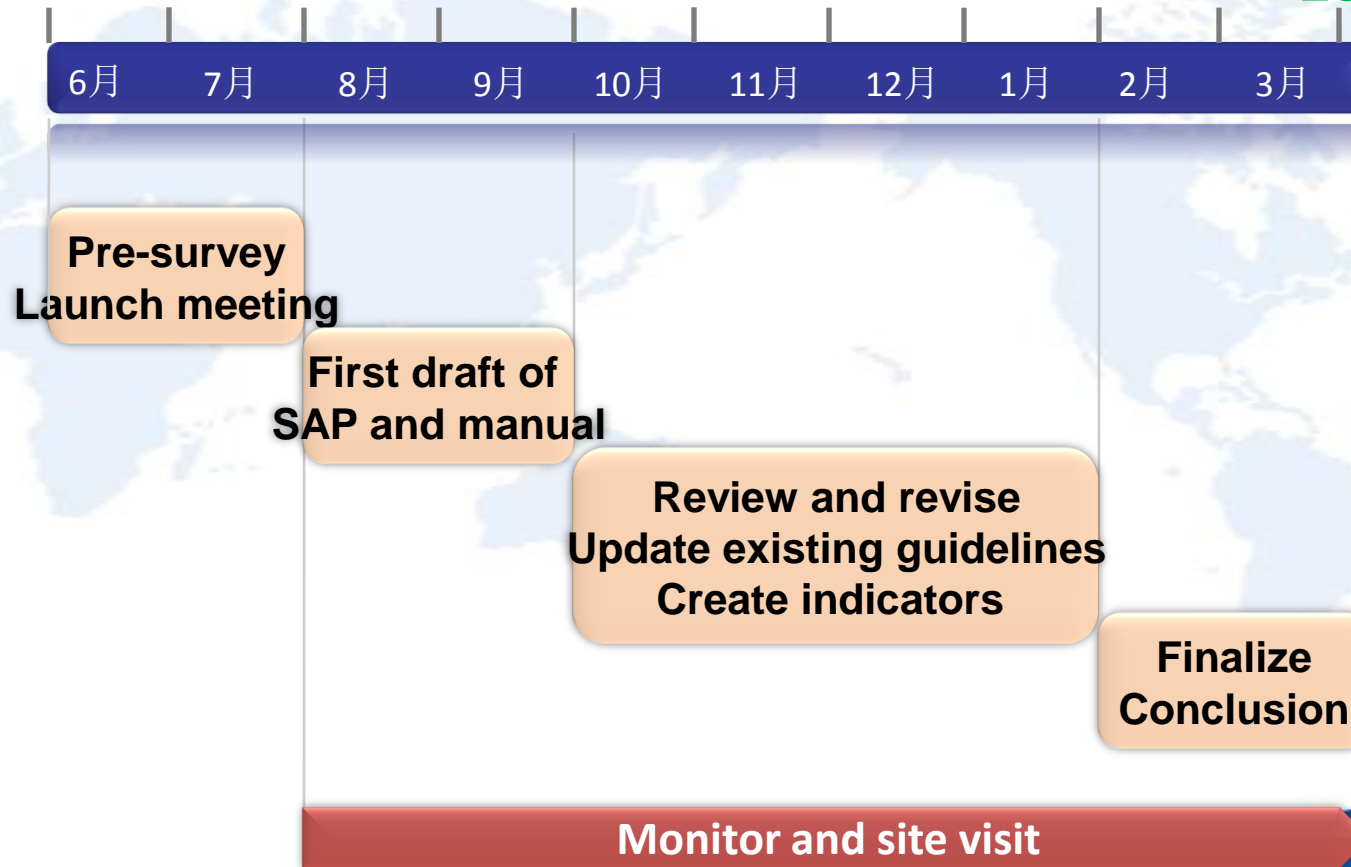 6月 7月 8月 9月 10月 11月 12月 1月 2月 3月
Pre-survey
Launch meeting
First draft of
SAP and manual
Review and revise
Update existing guidelines
Create indicators
Finalize
Conclusion
Monitor and site visit